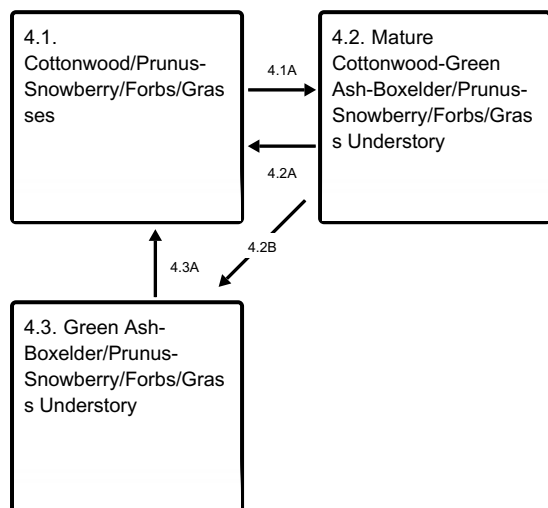 4.1.
Cottonwood/Prunus-
Snowberry/Forbs/Gras
ses
4.1A
4.2. Mature
Cottonwood-Green
Ash-Boxelder/Prunus-
Snowberry/Forbs/Gras
s Understory
4.2A
4.2B
4.3A
4.3. Green Ash-
Boxelder/Prunus-
Snowberry/Forbs/Gras
s Understory